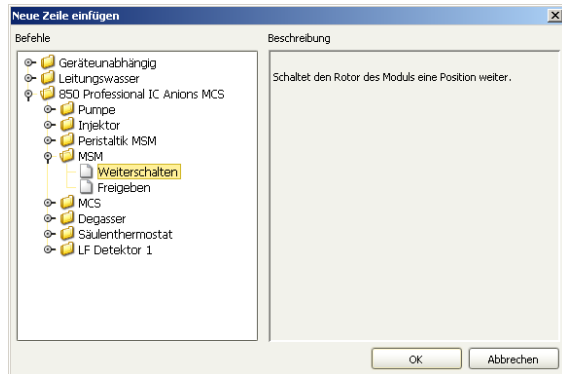 Neue Zeile einfügen
Befehle
Beschreibung
Geräteunabhängig
Leitungswasser
850 Professional IC Anions MCS
Pumpe
Injektor
Peristaltik MSM
MSM
Weiterschalten
Freigeben
MCS
Degasser
Säulenthermostat
LF Detektor 1
Schaltet den Rotor des Moduls eine Position weiter.
OK
Abbrechen